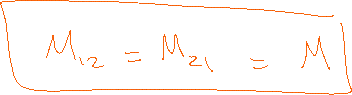 M₁₂ = M₂₁ = M